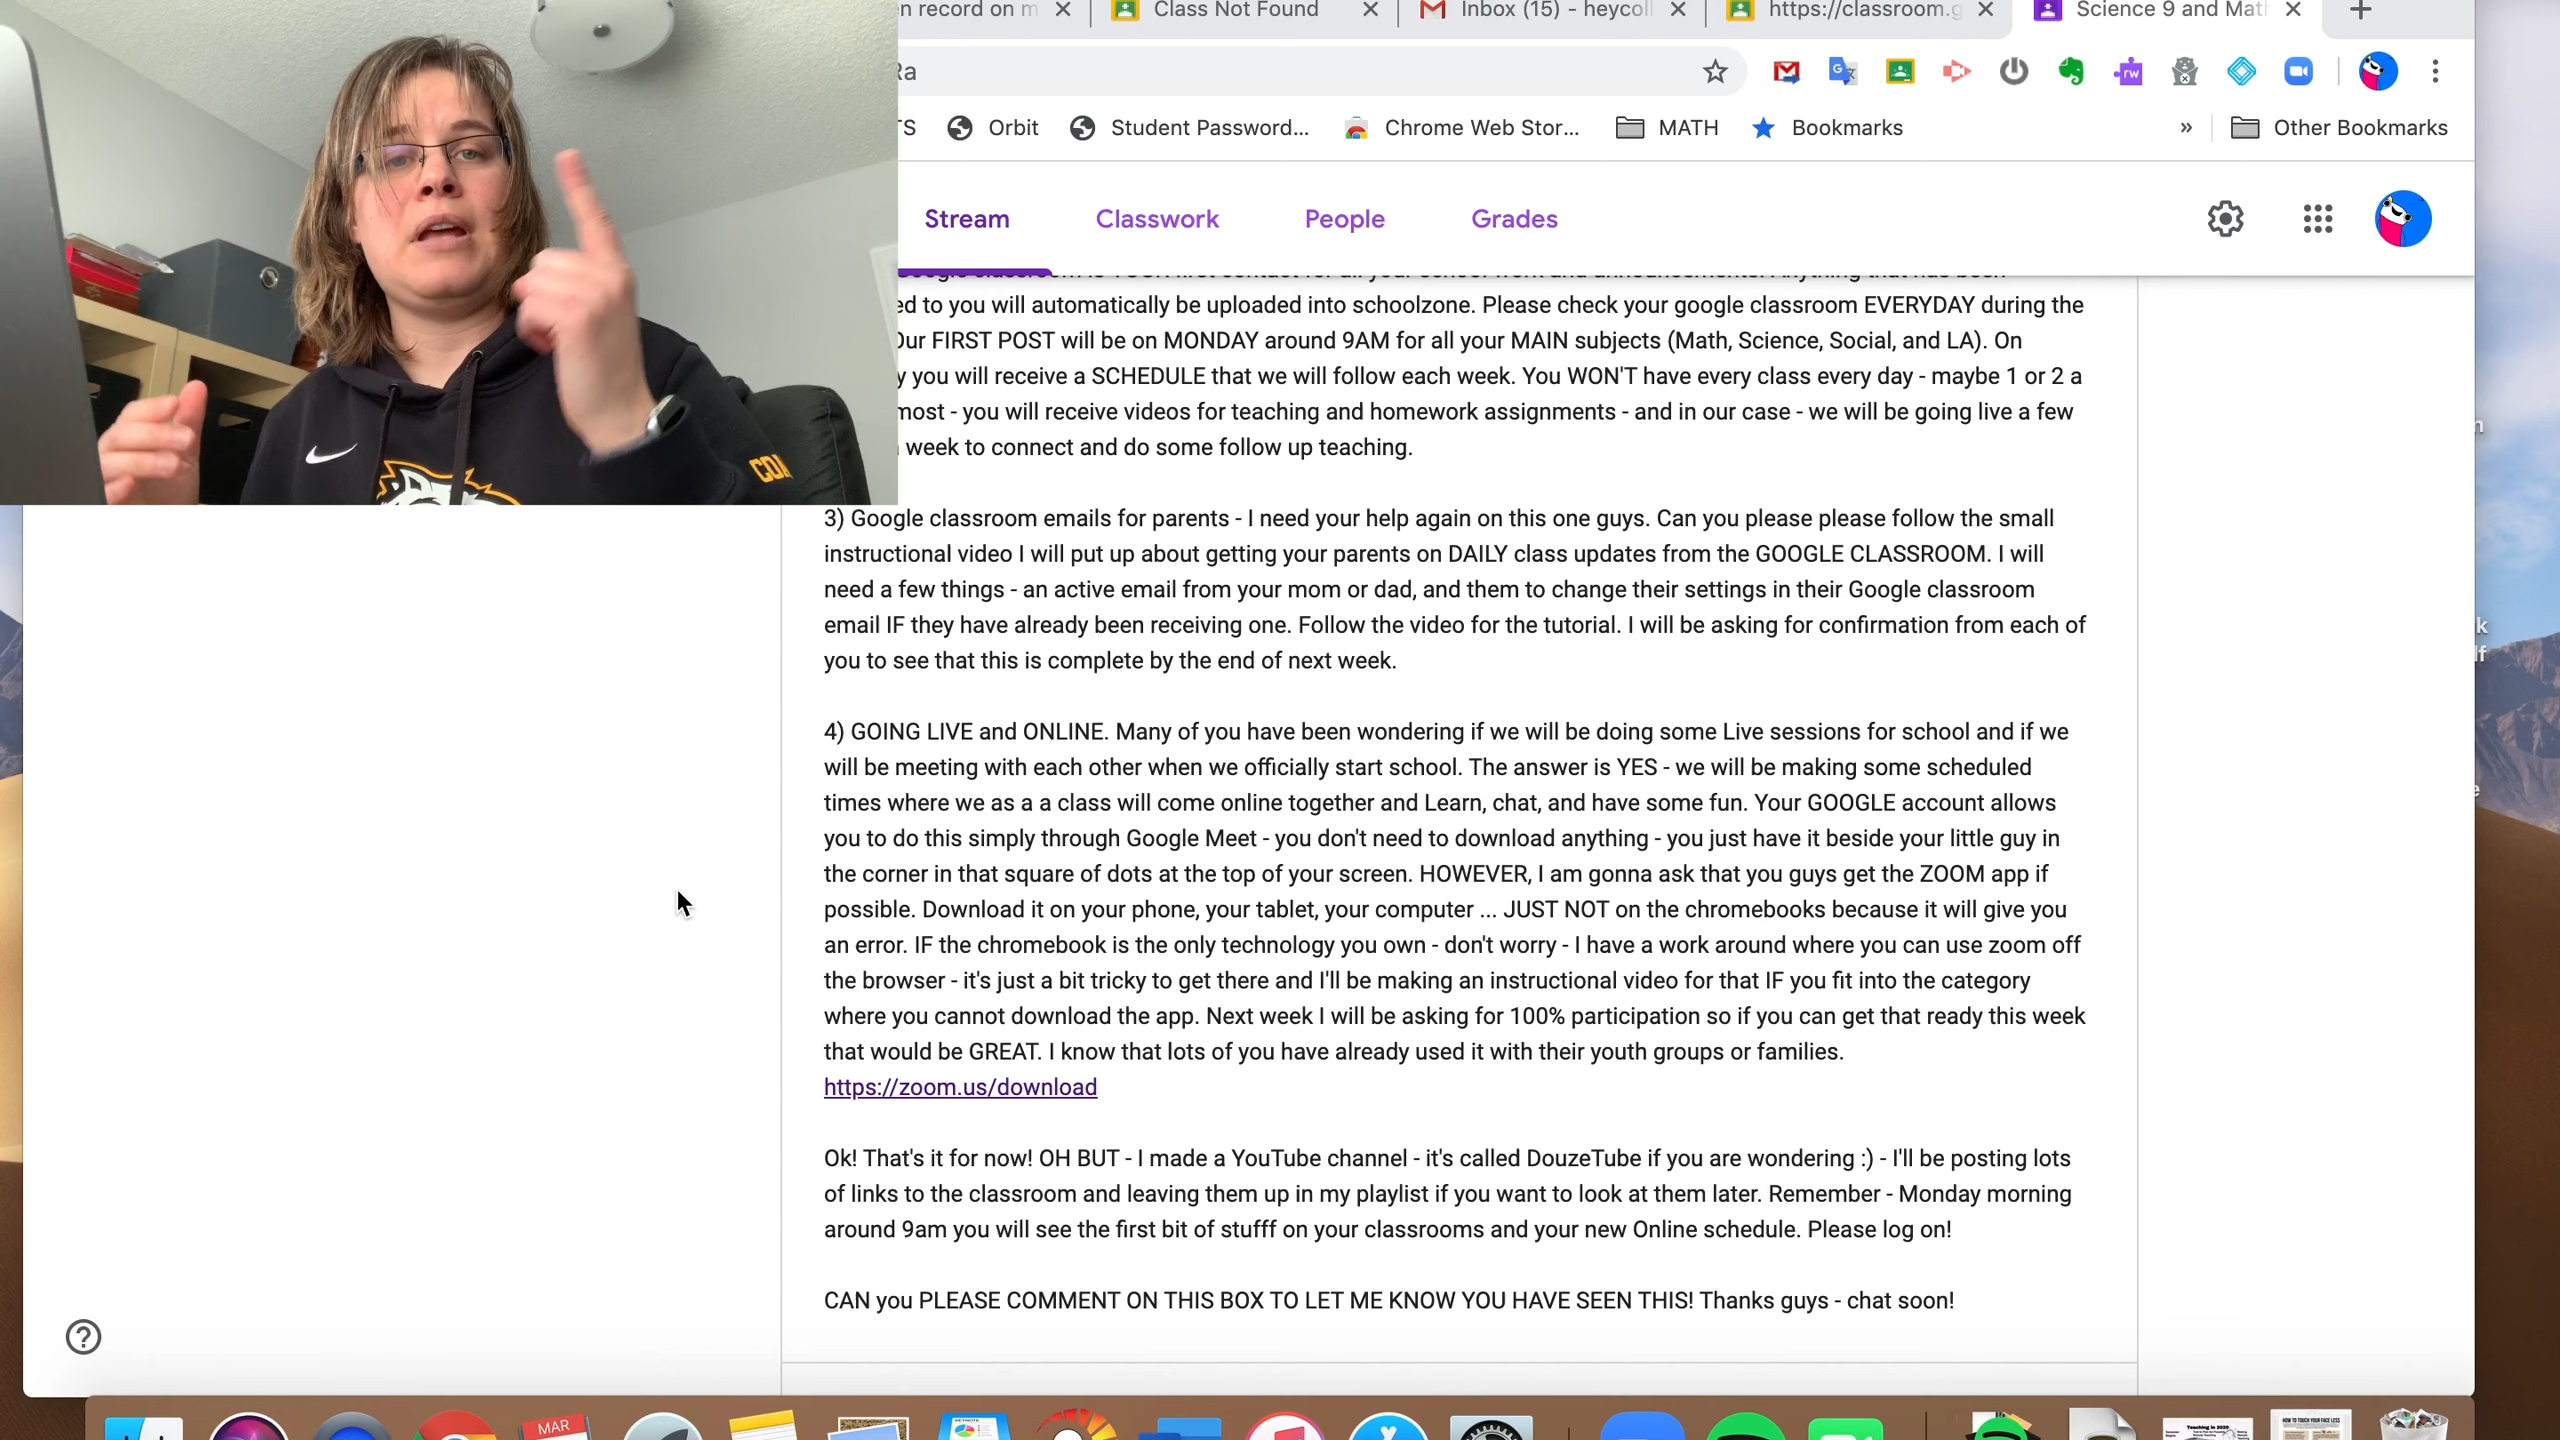 en record on m
Class Not Found
Inbox (15) - heycoll
https://classroom.g
Science 9 and Mat
Ra
TS
Orbit
Student Password...
Chrome Web Stor...
MATH
Bookmarks
»
Other Bookmarks
Stream
Classwork
People
Grades
ed to you will automatically be uploaded into schoolzone. Please check your google classroom EVERYDAY during the
Our FIRST POST will be on MONDAY around 9AM for all your MAIN subjects (Math, Science, Social, and LA). On
y you will receive a SCHEDULE that we will follow each week. You WON'T have every class every day - maybe 1 or 2 a
most - you will receive videos for teaching and homework assignments - and in our case - we will be going live a few
week to connect and do some follow up teaching.
3) Google classroom emails for parents - I need your help again on this one guys. Can you please please follow the small
instructional video I will put up about getting your parents on DAILY class updates from the GOOGLE CLASSROOM. I will
need a few things - an active email from your mom or dad, and them to change their settings in their Google classroom
email IF they have already been receiving one. Follow the video for the tutorial. I will be asking for confirmation from each of
you to see that this is complete by the end of next week.
4) GOING LIVE and ONLINE. Many of you have been wondering if we will be doing some Live sessions for school and if we
will be meeting with each other when we officially start school. The answer is YES - we will be making some scheduled
times where we as a a class will come online together and Learn, chat, and have some fun. Your GOOGLE account allows
you to do this simply through Google Meet - you don't need to download anything - you just have it beside your little guy in
the corner in that square of dots at the top of your screen. HOWEVER, I am gonna ask that you guys get the ZOOM app if
possible. Download it on your phone, your tablet, your computer ... JUST NOT on the chromebooks because it will give you
an error. IF the chromebook is the only technology you own - don't worry - I have a work around where you can use zoom off
the browser - it's just a bit tricky to get there and I'll be making an instructional video for that IF you fit into the category
where you cannot download the app. Next week I will be asking for 100% participation so if you can get that ready this week
that would be GREAT. I know that lots of you have already used it with their youth groups or families.
https://zoom.us/download
Ok! That's it for now! OH BUT - I made a YouTube channel - it's called DouzeTube if you are wondering :) - I'll be posting lots
of links to the classroom and leaving them up in my playlist if you want to look at them later. Remember - Monday morning
around 9am you will see the first bit of stufff on your classrooms and your new Online schedule. Please log on!
CAN you PLEASE COMMENT ON THIS BOX TO LET ME KNOW YOU HAVE SEEN THIS! Thanks guys - chat soon!
MAR
KEYNOTE
Teaching in 2020
HOW TO TOUCH YOUR FACE LESS